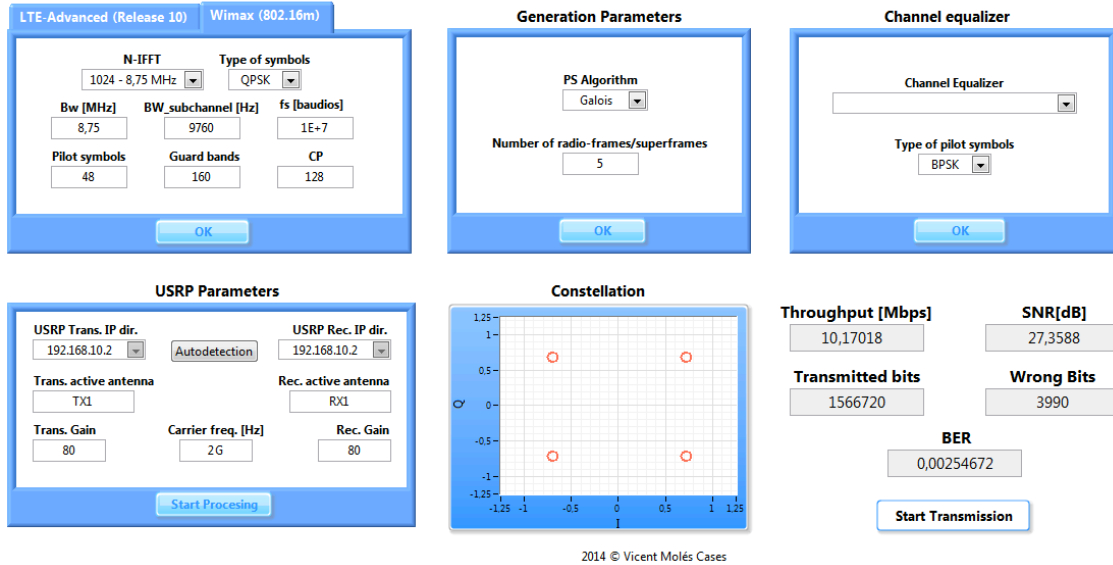 LTE-Advanced (Release 10) Wimax (802.16m)
N-IFFT Type of symbols
1024 - 8,75 MHz QPSK
Bw [MHz] BW_subchannel [Hz] fs [baudios]
8,75 9760 1E+7
Pilot symbols Guard bands CP
48 160 128
OK
Generation Parameters
PS Algorithm
Galois
Number of radio-frames/superframes
5
OK
Channel equalizer
Channel Equalizer
Type of pilot symbols
BPSK
OK
USRP Parameters
USRP Trans. IP dir. USRP Rec. IP dir.
192.168.10.2 Autodetection 192.168.10.2
Trans. active antenna Rec. active antenna
TX1 RX1
Trans. Gain Carrier freq. [Hz] Rec. Gain
80 2G 80
Start Procesing
Constellation
1,25
1
0,5
Q 0
-0,5
-1
-1,25
-1,25 -1 -0,5 0 0,5 1 1,25
I
Throughput [Mbps] SNR[dB]
10,17018 27,3588
Transmitted bits Wrong Bits
1566720 3990
BER
0,00254672
Start Transmission
2014 © Vicent Molés Cases